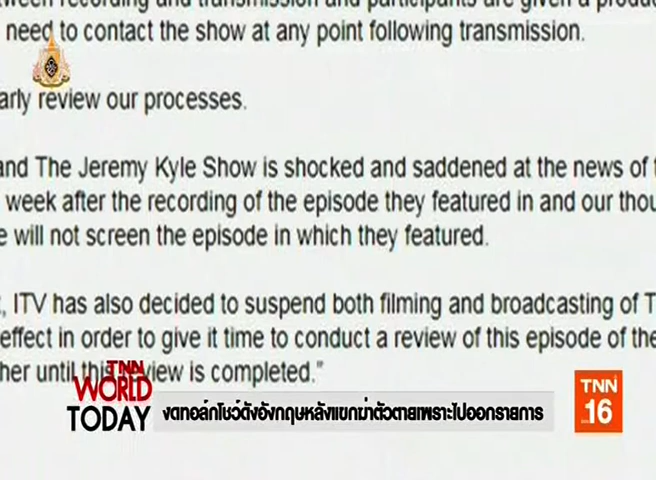 need to contact the show at any point following transmission.
arly review our processes.
and The Jeremy Kyle Show is shocked and saddened at the news of
week after the recording of the episode they featured in and our
will not screen the episode in which they featured.
ITV has also decided to suspend both filming and broadcasting of
effect in order to give it time to conduct a review of this episode of the
her until this review is completed."
TNN
WORLD
TODAY
งดทอล์กโชว์ดังอังกฤษหลังแขกฆ่าตัวตายเพราะไปออกรายการ
TNN
16